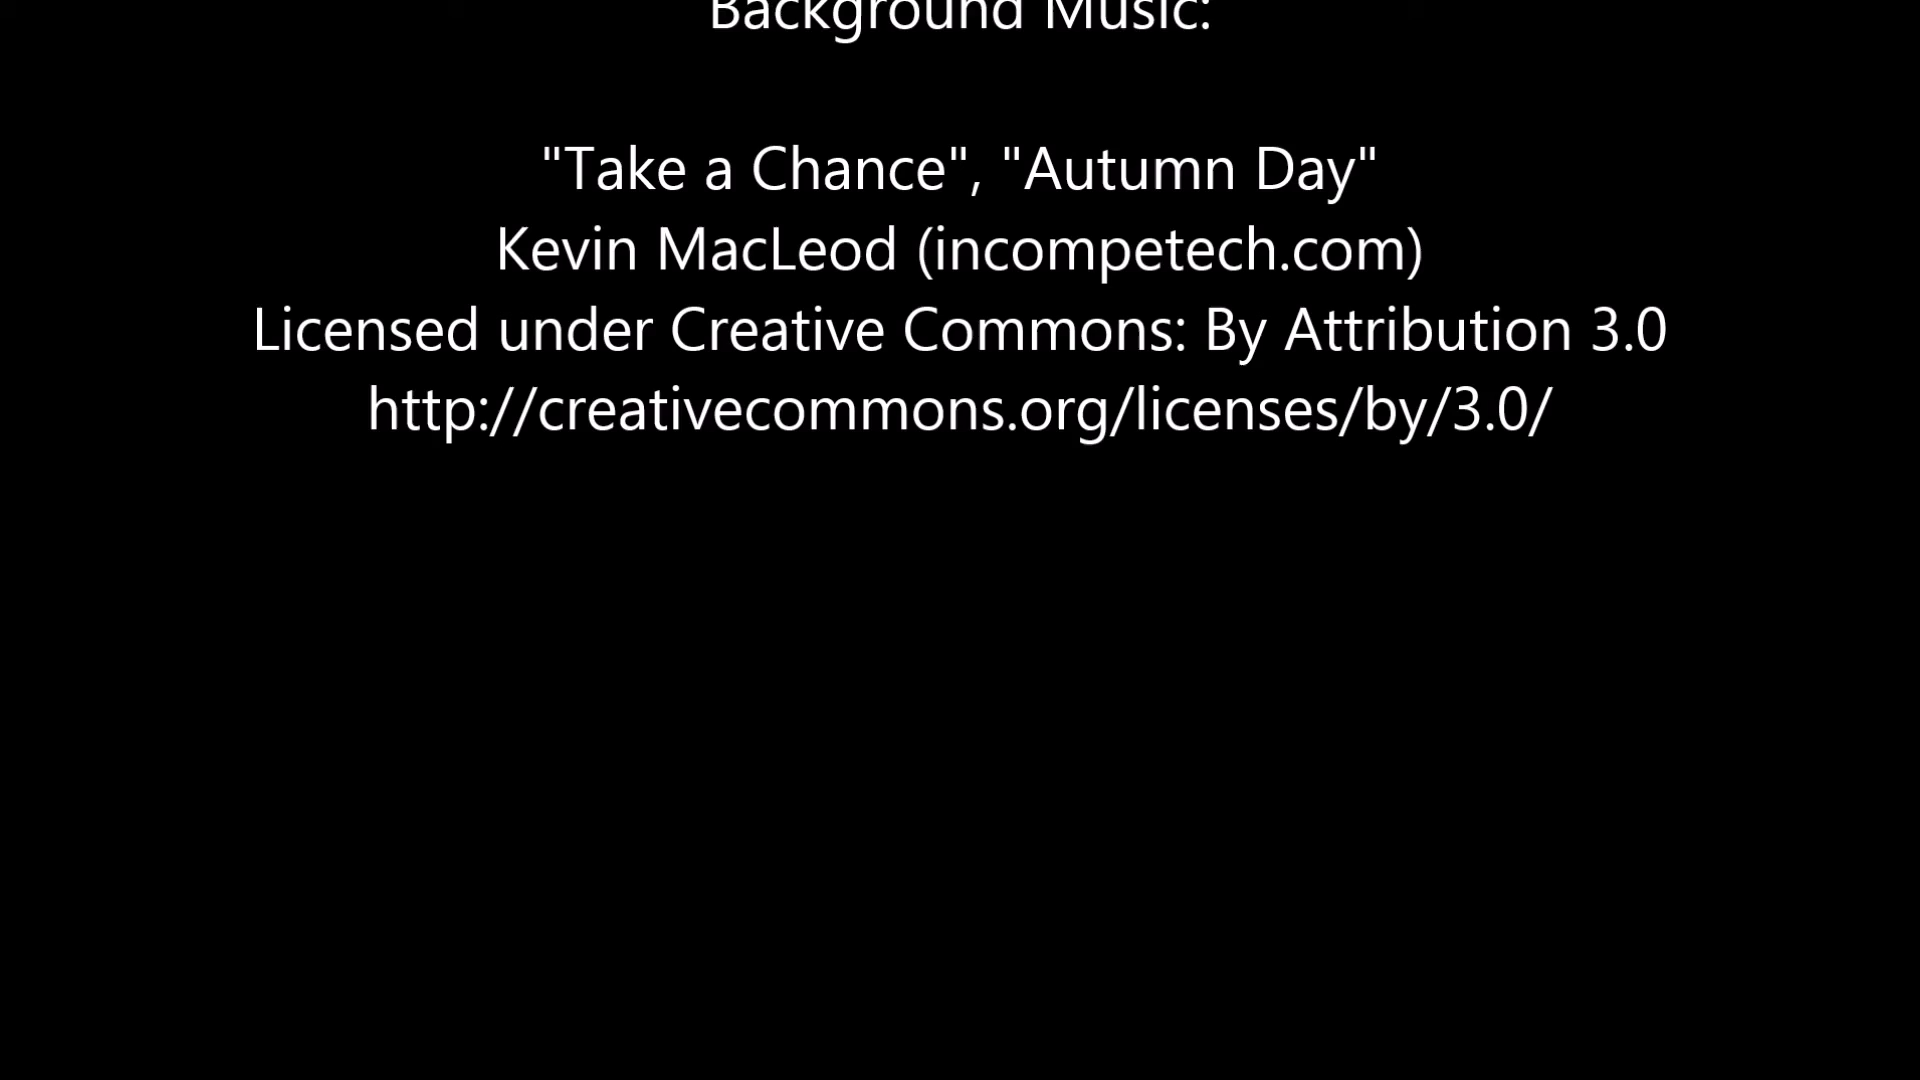 Background Music:
"Take a Chance", "Autumn Day"
Kevin MacLeod (incompetech.com)
Licensed under Creative Commons: By Attribution 3.0
http://creativecommons.org/licenses/by/3.0/